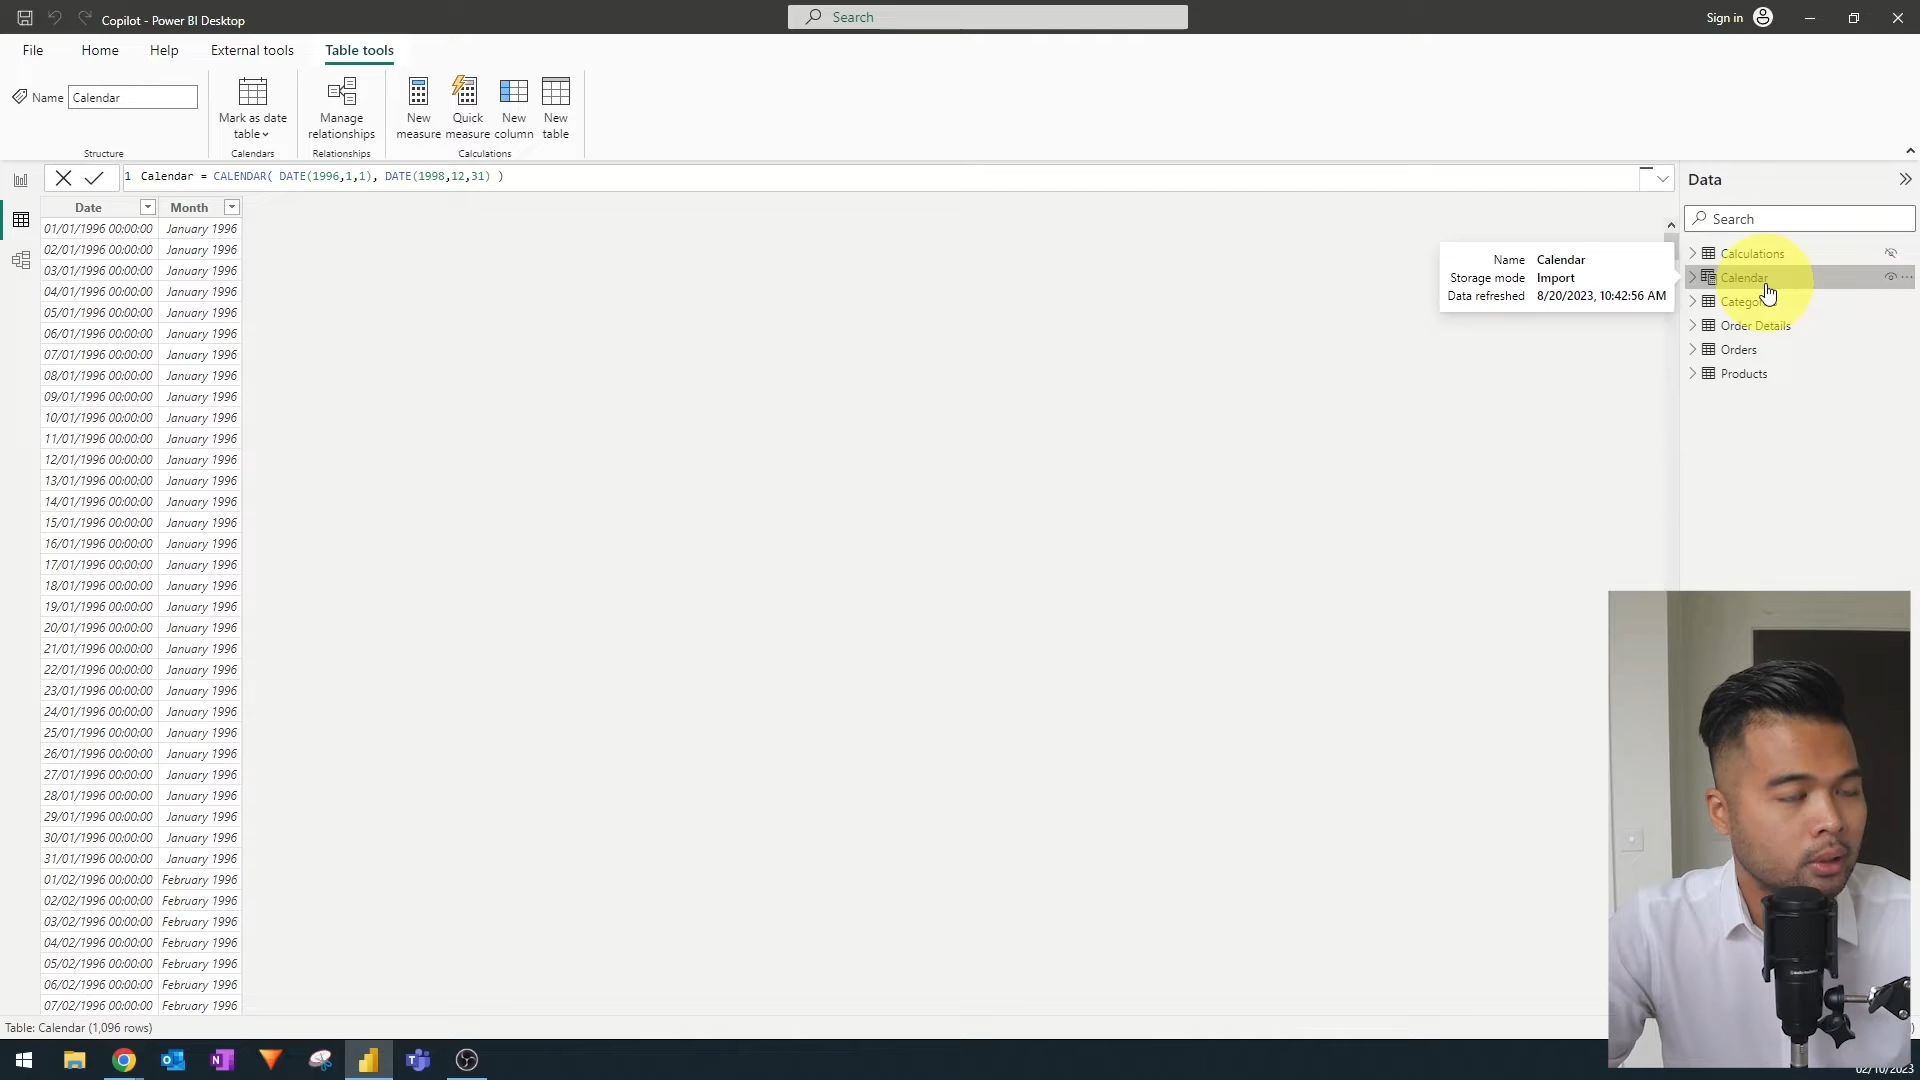 Copilot - Power BI Desktop
Search
Sign in
File
Home
Help
External tools
Table tools
Name
Calendar
Mark as date table
Manage relationships
New measure
Quick measure
New column
New table
Structure
Calendars
Relationships
Calculations
1 Calendar = CALENDAR( DATE(1996,1,1), DATE(1998,12,31) )
Data
Search
Date Month
01/01/1996 00:00:00 January 1996
02/01/1996 00:00:00 January 1996
03/01/1996 00:00:00 January 1996
04/01/1996 00:00:00 January 1996
05/01/1996 00:00:00 January 1996
06/01/1996 00:00:00 January 1996
07/01/1996 00:00:00 January 1996
08/01/1996 00:00:00 January 1996
09/01/1996 00:00:00 January 1996
10/01/1996 00:00:00 January 1996
11/01/1996 00:00:00 January 1996
12/01/1996 00:00:00 January 1996
13/01/1996 00:00:00 January 1996
14/01/1996 00:00:00 January 1996
15/01/1996 00:00:00 January 1996
16/01/1996 00:00:00 January 1996
17/01/1996 00:00:00 January 1996
18/01/1996 00:00:00 January 1996
19/01/1996 00:00:00 January 1996
20/01/1996 00:00:00 January 1996
21/01/1996 00:00:00 January 1996
22/01/1996 00:00:00 January 1996
23/01/1996 00:00:00 January 1996
24/01/1996 00:00:00 January 1996
25/01/1996 00:00:00 January 1996
26/01/1996 00:00:00 January 1996
27/01/1996 00:00:00 January 1996
28/01/1996 00:00:00 January 1996
29/01/1996 00:00:00 January 1996
30/01/1996 00:00:00 January 1996
31/01/1996 00:00:00 January 1996
01/02/1996 00:00:00 February 1996
02/02/1996 00:00:00 February 1996
03/02/1996 00:00:00 February 1996
04/02/1996 00:00:00 February 1996
05/02/1996 00:00:00 February 1996
06/02/1996 00:00:00 February 1996
07/02/1996 00:00:00 February 1996
Name Calendar
Storage mode Import
Data refreshed 8/20/2023, 10:42:56 AM
Calculations
Calendar
Order Details
Orders
Products
Table: Calendar (1,096 rows)
02/10/2023